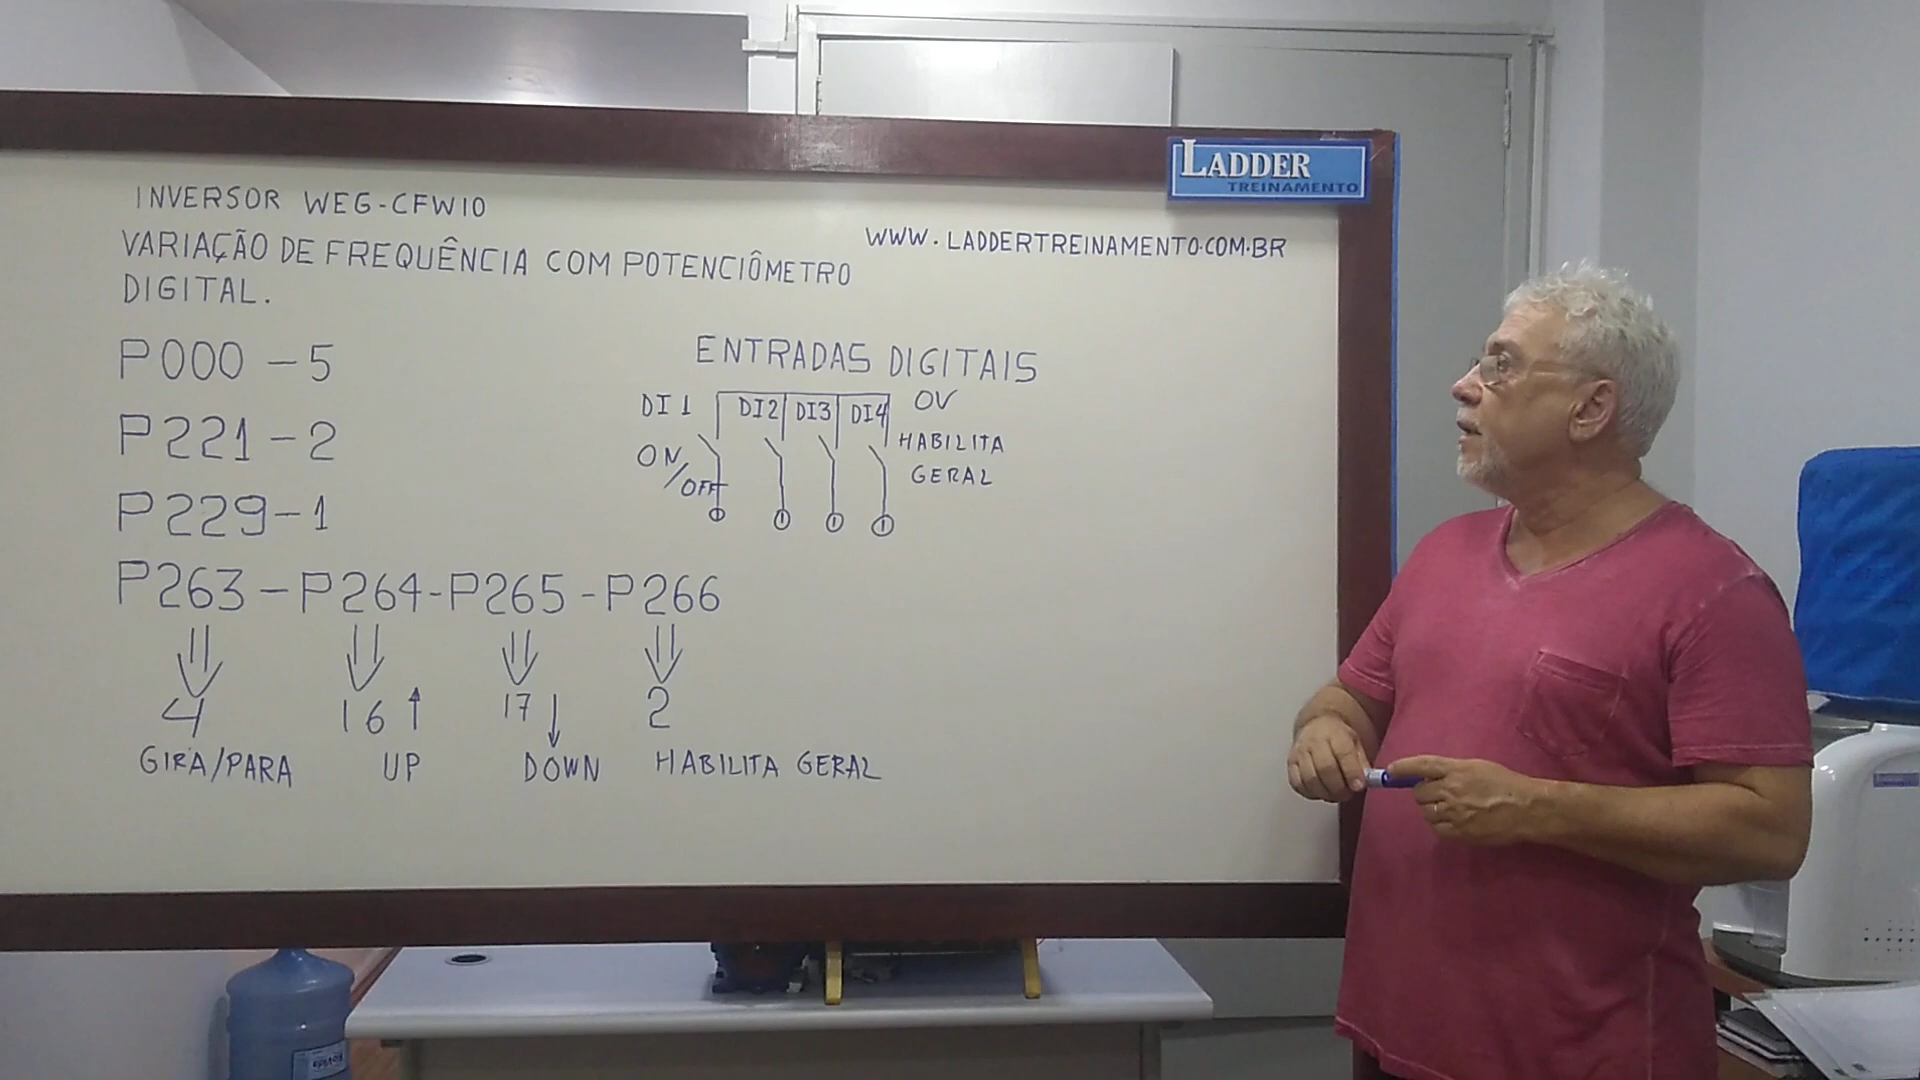 LADDER
TREINAMENTO
INVERSOR WEG-CFW10
WWW.LADDERTREINAMENTO.COM.BR
VARIAÇÃO DE FREQUÊNCIA COM POTENCIÔMETRO
DIGITAL.
P000-5
P221-2
P229-1
ENTRADAS DIGITAIS
DI1 DI2 DI3 DI4 0V
ON/OFF
HABILITA
GERAL
P263-P264-P265-P266
4 16 17 2
GIRA/PARA UP DOWN HABILITA GERAL